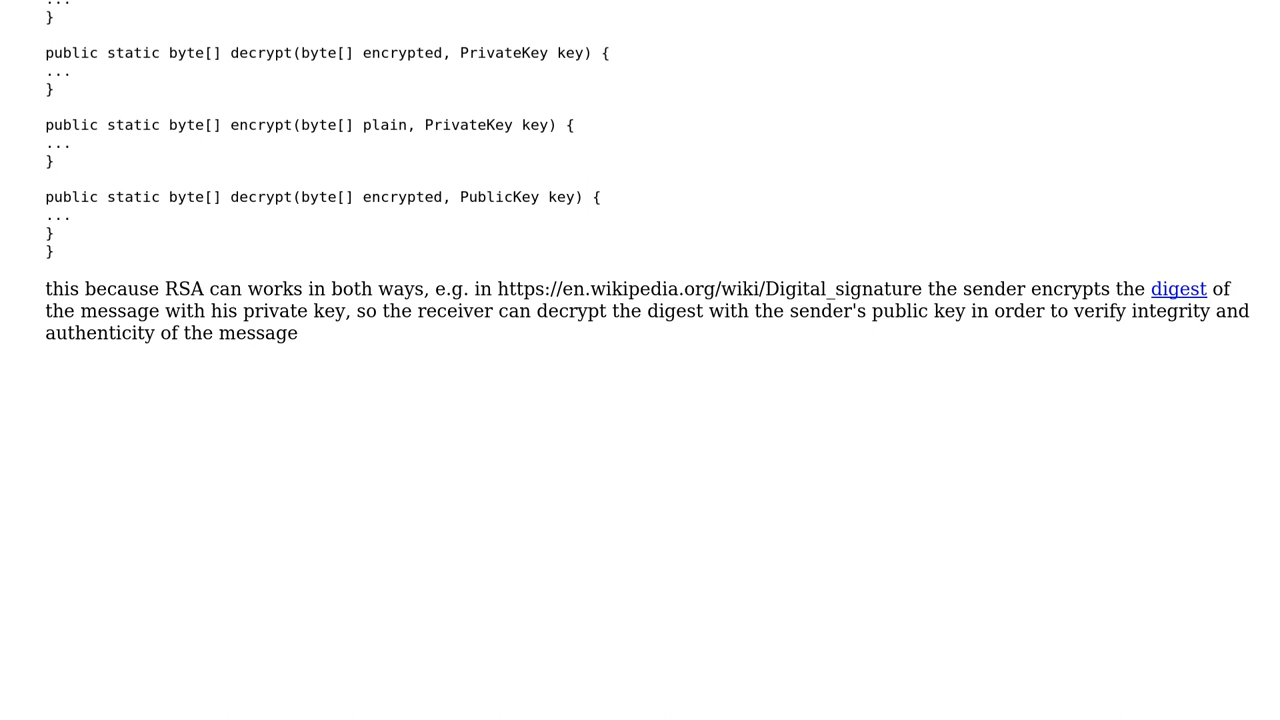 ...
}
public static byte[] decrypt(byte[] encrypted, PrivateKey key) {
...
}
public static byte[] encrypt(byte[] plain, PrivateKey key) {
...
}
public static byte[] decrypt(byte[] encrypted, PublicKey key) {
...
}
}
this because RSA can works in both ways, e.g. in https://en.wikipedia.org/wiki/Digital_signature the sender encrypts the digest of
the message with his private key, so the receiver can decrypt the digest with the sender's public key in order to verify integrity and
authenticity of the message